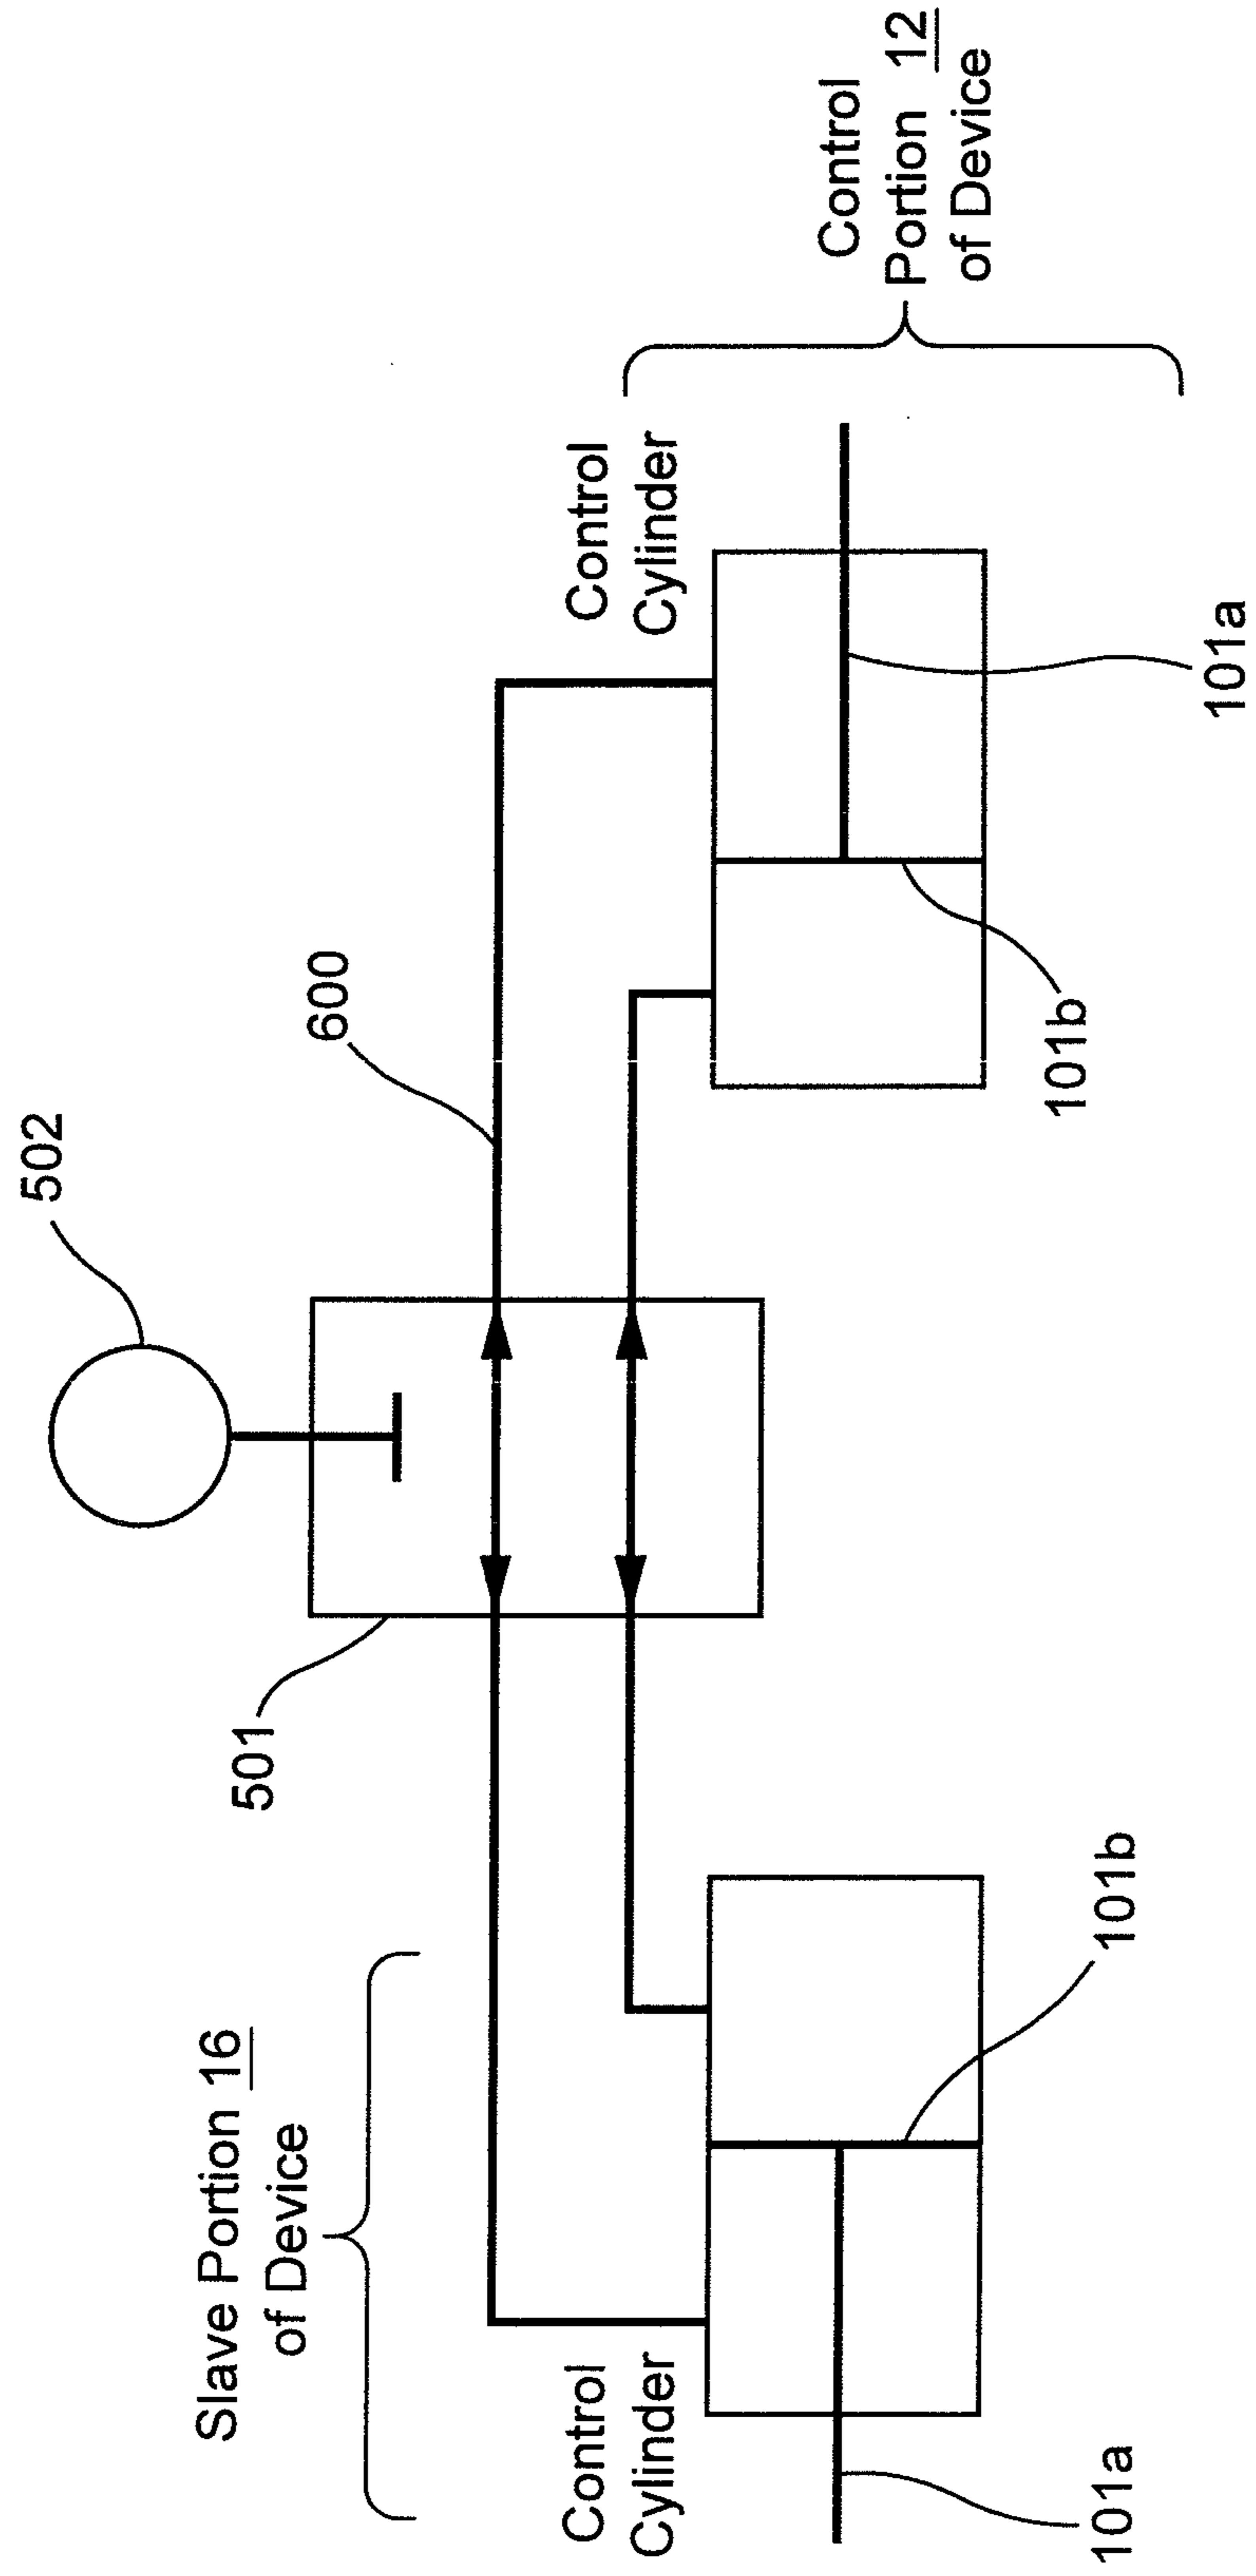 502
Slave Portion 16
of Device
501
600
Control
Cylinder
Control
Cylinder
Control
Portion 12
of Device
101a
101b
101b
101a